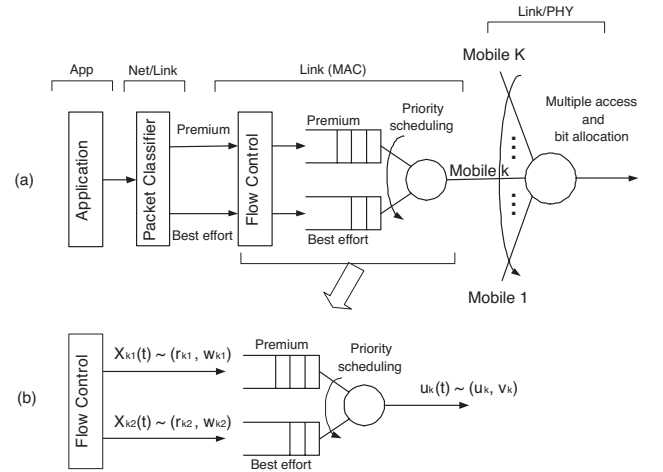 Link/PHY
App
Net/Link
Link (MAC)
Mobile K
(a)
Application
Packet Classifier
Premium
Best effort
Flow Control
Premium
Best effort
Priority
scheduling
Mobile k
Multiple access
and
bit allocation
Mobile 1
(b)
Flow Control
Xk1(t) ~ (rk1, wk1)
Xk2(t) ~ (rk2, wk2)
Premium
Best effort
Priority
scheduling
uk(t) ~ (uk, vk)